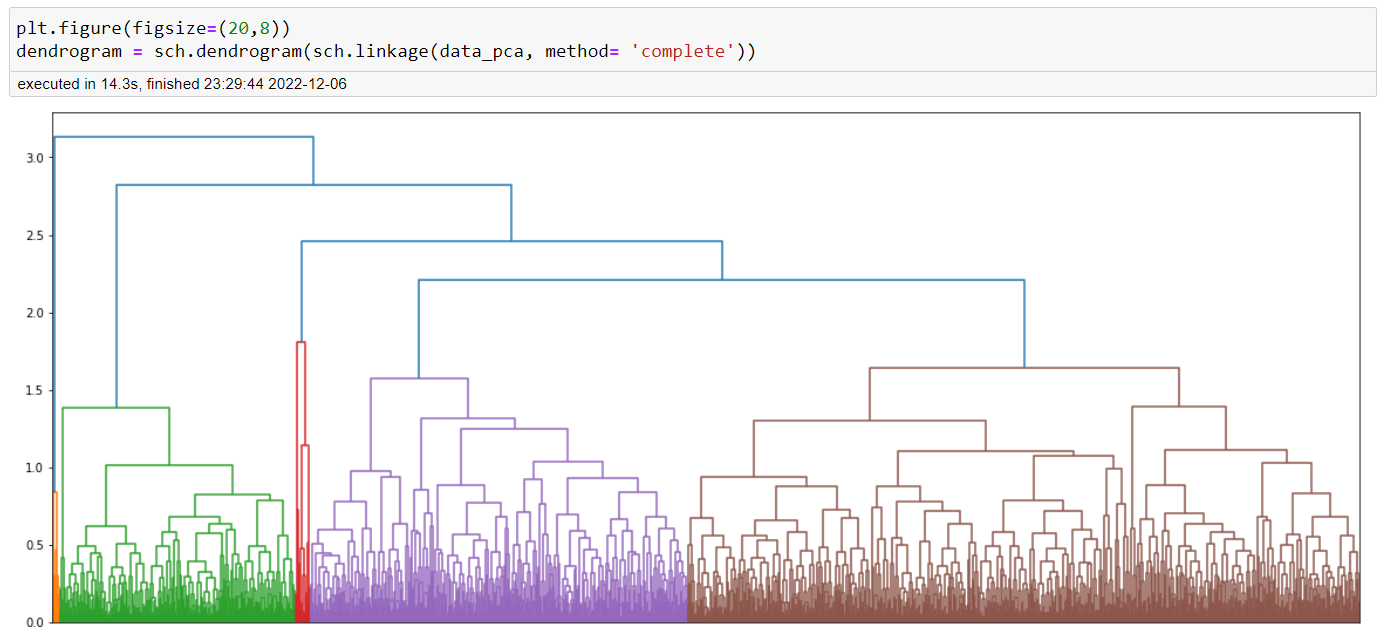 plt.figure(figsize=(20,8))
dendrogram = sch.dendrogram(sch.linkage(data_pca, method= 'complete'))
executed in 14.3s, finished 23:29:44 2022-12-06
3.0
2.5
2.0
1.5
1.0
0.5
0.0